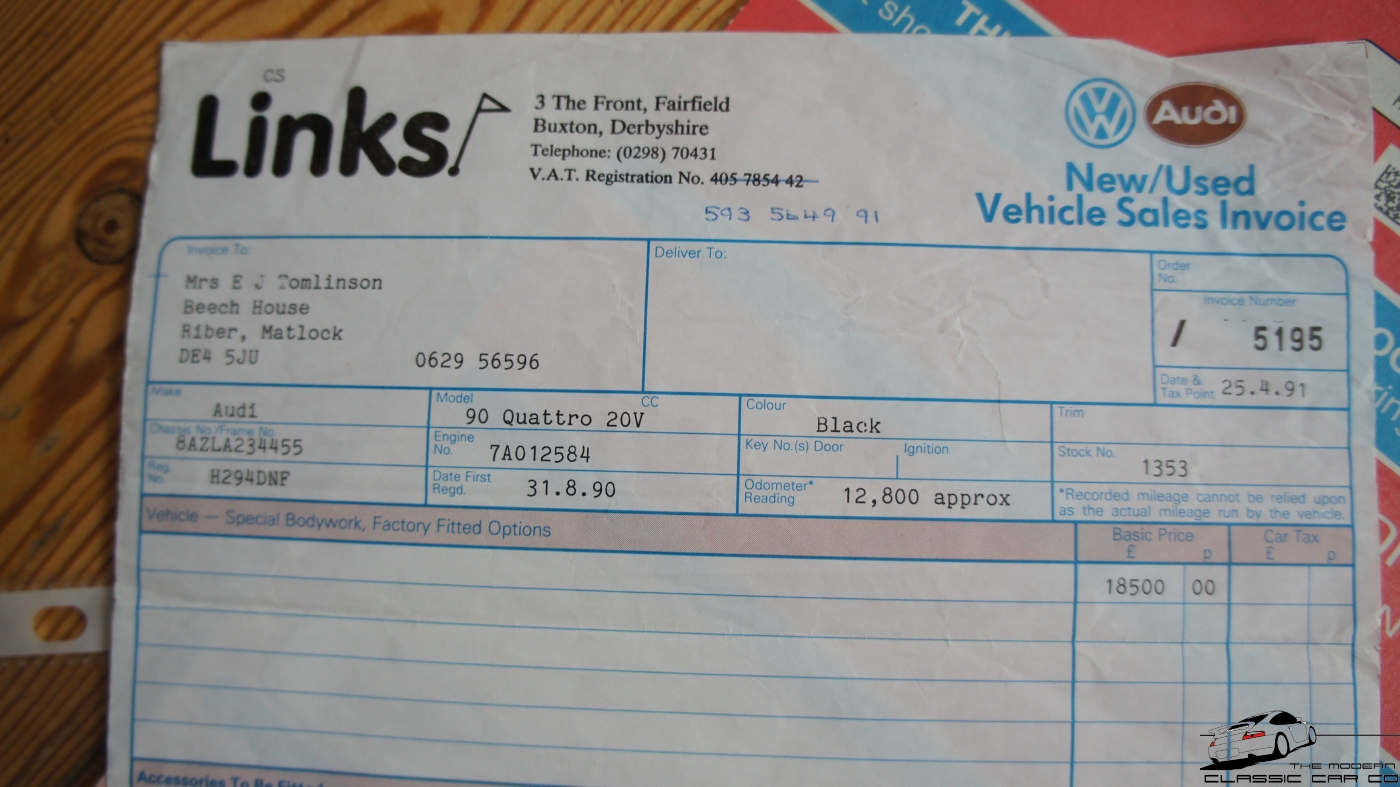 CS
Links!
3 The Front, Fairfield
Buxton, Derbyshire
Telephone: (0298) 70431
V.A.T. Registration No. 405 7854 42
593 5649 91
VW
Audi
New/Used
Vehicle Sales Invoice
Invoice To:
Mrs E J Tomlinson
Beech House
Riber, Matlock
DE4 5JU 0629 56596
Deliver To:
Order
No.
Invoice Number
/ 5195
Date &
Tax Point 25.4.91
Make
Audi
Model CC
90 Quattro 20V
Colour
Black
Trim
Chassis No./Frame No.
8AZLA234455
Engine
No. 7A012584
Key No.(s) Door Ignition
Stock No.
1353
Reg.
No. H294DNF
Date First
Regd. 31.8.90
Odometer*
Reading 12,800 approx
*Recorded mileage cannot be relied upon
as the actual mileage run by the vehicle.
Vehicle — Special Bodywork, Factory Fitted Options
Basic Price
£ p
Car Tax
£ p
18500 00
Accessories To Be Fitted
THE MODERN
CLASSIC CAR CO